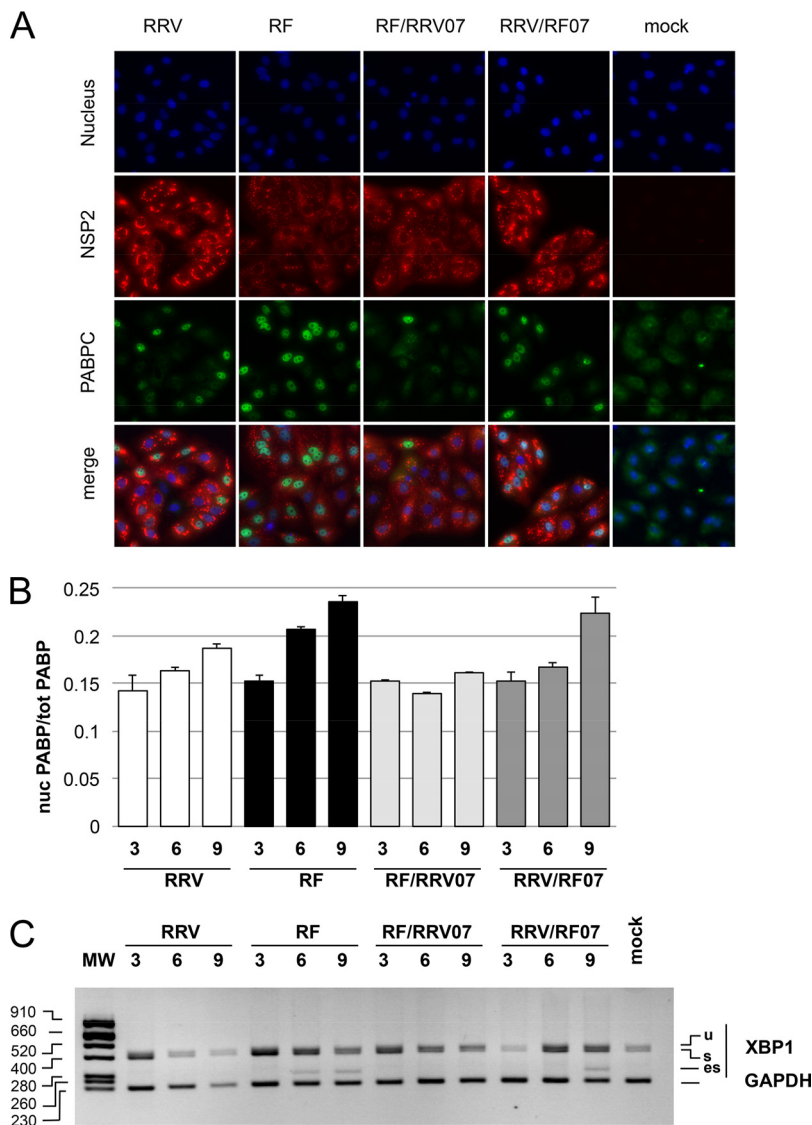 A
RRV RF RF/RRV07 RRV/RF07 mock
Nucleus
NSP2
PABPC
merge
B
nuc PABP/tot PABP
0.25
0.2
0.15
0.1
0.05
0
3 6 9 3 6 9 3 6 9 3 6 9
RRV RF RF/RRV07 RRV/RF07
C
RRV RF RF/RRV07 RRV/RF07 mock
MW 3 6 9 3 6 9 3 6 9 3 6 9
910
660
520
400
280
260
230
u
s
es
XBP1
GAPDH